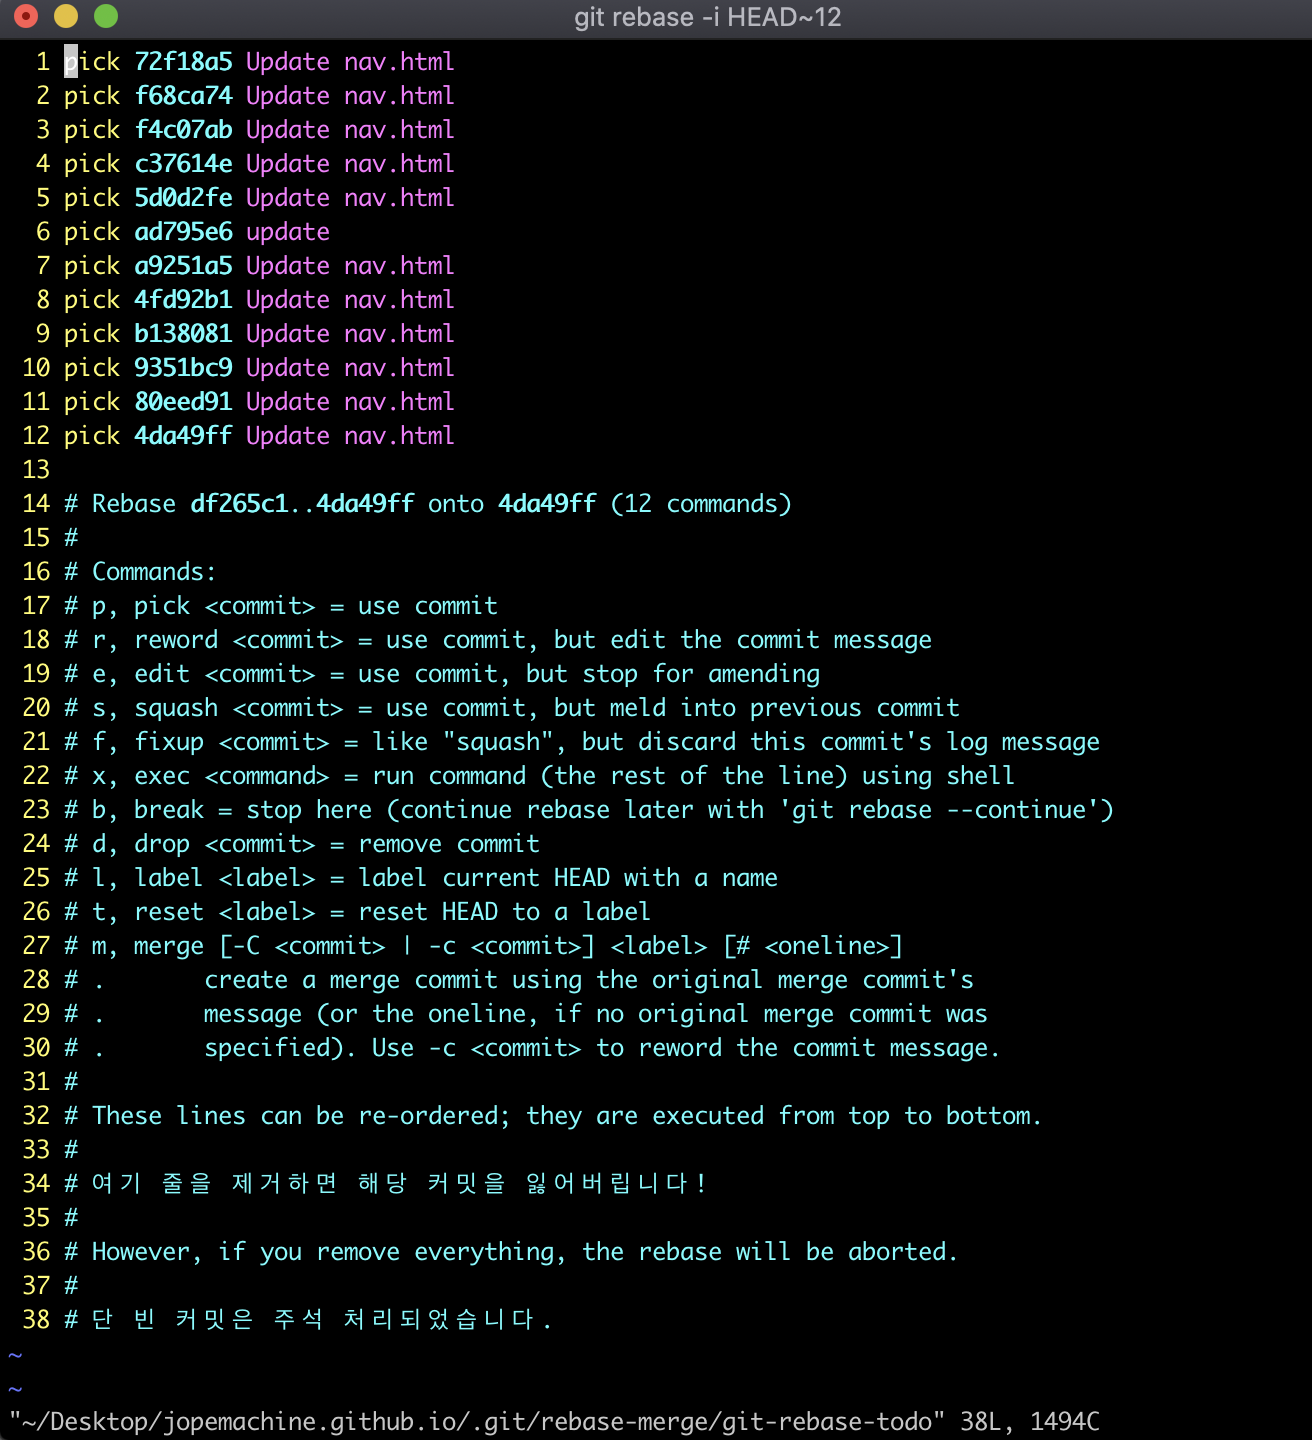 git rebase -i HEAD~12
1 pick 72f18a5 Update nav.html
2 pick f68ca74 Update nav.html
3 pick f4c07ab Update nav.html
4 pick c37614e Update nav.html
5 pick 5d0d2fe Update nav.html
6 pick ad795e6 update
7 pick a9251a5 Update nav.html
8 pick 4fd92b1 Update nav.html
9 pick b138081 Update nav.html
10 pick 9351bc9 Update nav.html
11 pick 80eed91 Update nav.html
12 pick 4da49ff Update nav.html
13
14 # Rebase df265c1..4da49ff onto 4da49ff (12 commands)
15 #
16 # Commands:
17 # p, pick <commit> = use commit
18 # r, reword <commit> = use commit, but edit the commit message
19 # e, edit <commit> = use commit, but stop for amending
20 # s, squash <commit> = use commit, but meld into previous commit
21 # f, fixup <commit> = like "squash", but discard this commit's log message
22 # x, exec <command> = run command (the rest of the line) using shell
23 # b, break = stop here (continue rebase later with 'git rebase --continue')
24 # d, drop <commit> = remove commit
25 # l, label <label> = label current HEAD with a name
26 # t, reset <label> = reset HEAD to a label
27 # m, merge [-C <commit> | -c <commit>] <label> [# <oneline>]
28 # .       create a merge commit using the original merge commit's
29 # .       message (or the oneline, if no original merge commit was
30 # .       specified). Use -c <commit> to reword the commit message.
31 #
32 # These lines can be re-ordered; they are executed from top to bottom.
33 #
34 # 여기 줄을 제거하면 해당 커밋을 잃어버립니다!
35 #
36 # However, if you remove everything, the rebase will be aborted.
37 #
38 # 단 빈 커밋은 주석 처리되었습니다.
~
~
"~/Desktop/jopemachine.github.io/.git/rebase-merge/git-rebase-todo" 38L, 1494C